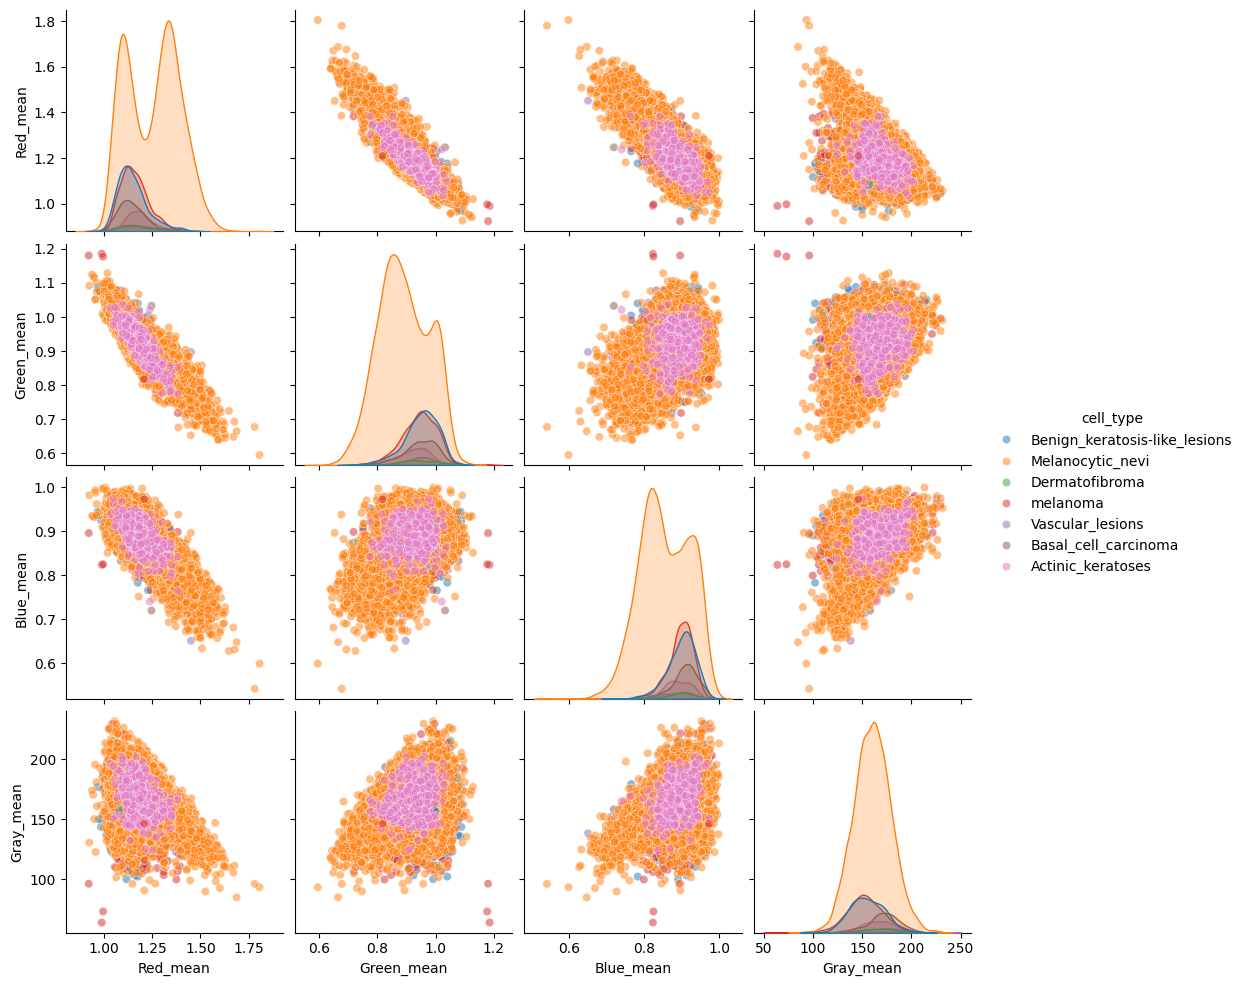 1.8
1.6
1.4
1.2
1.0
Red_mean
1.2
1.1
1.0
0.9
0.8
0.7
0.6
Green_mean
cell_type
Benign_keratosis-like_lesions
Melanocytic_nevi
Dermatofibroma
melanoma
Vascular_lesions
Basal_cell_carcinoma
Actinic_keratoses
1.0
0.9
0.8
0.7
0.6
Blue_mean
200
150
100
Gray_mean
1.00 1.25 1.50 1.75
0.6 0.8 1.0 1.2
0.6 0.8 1.0
50 100 150 200 250
Red_mean
Green_mean
Blue_mean
Gray_mean